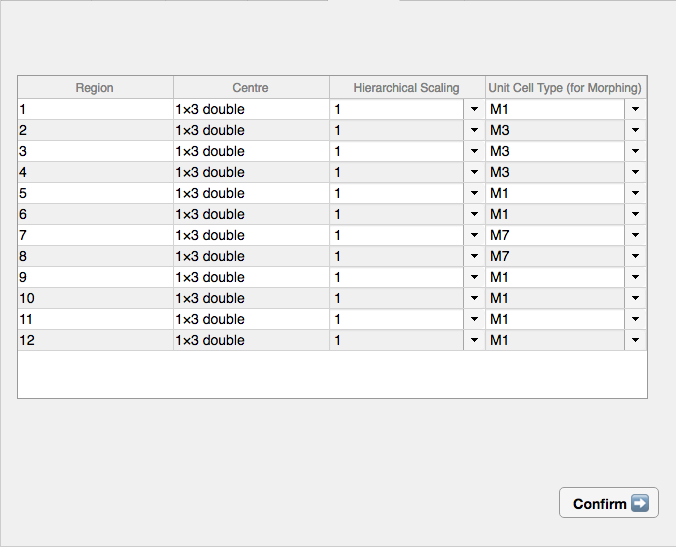 Region Centre Hierarchical Scaling Unit Cell Type (for Morphing)
1 1×3 double 1 M1
2 1×3 double 1 M3
3 1×3 double 1 M3
4 1×3 double 1 M3
5 1×3 double 1 M1
6 1×3 double 1 M1
7 1×3 double 1 M7
8 1×3 double 1 M7
9 1×3 double 1 M1
10 1×3 double 1 M1
11 1×3 double 1 M1
12 1×3 double 1 M1
Confirm